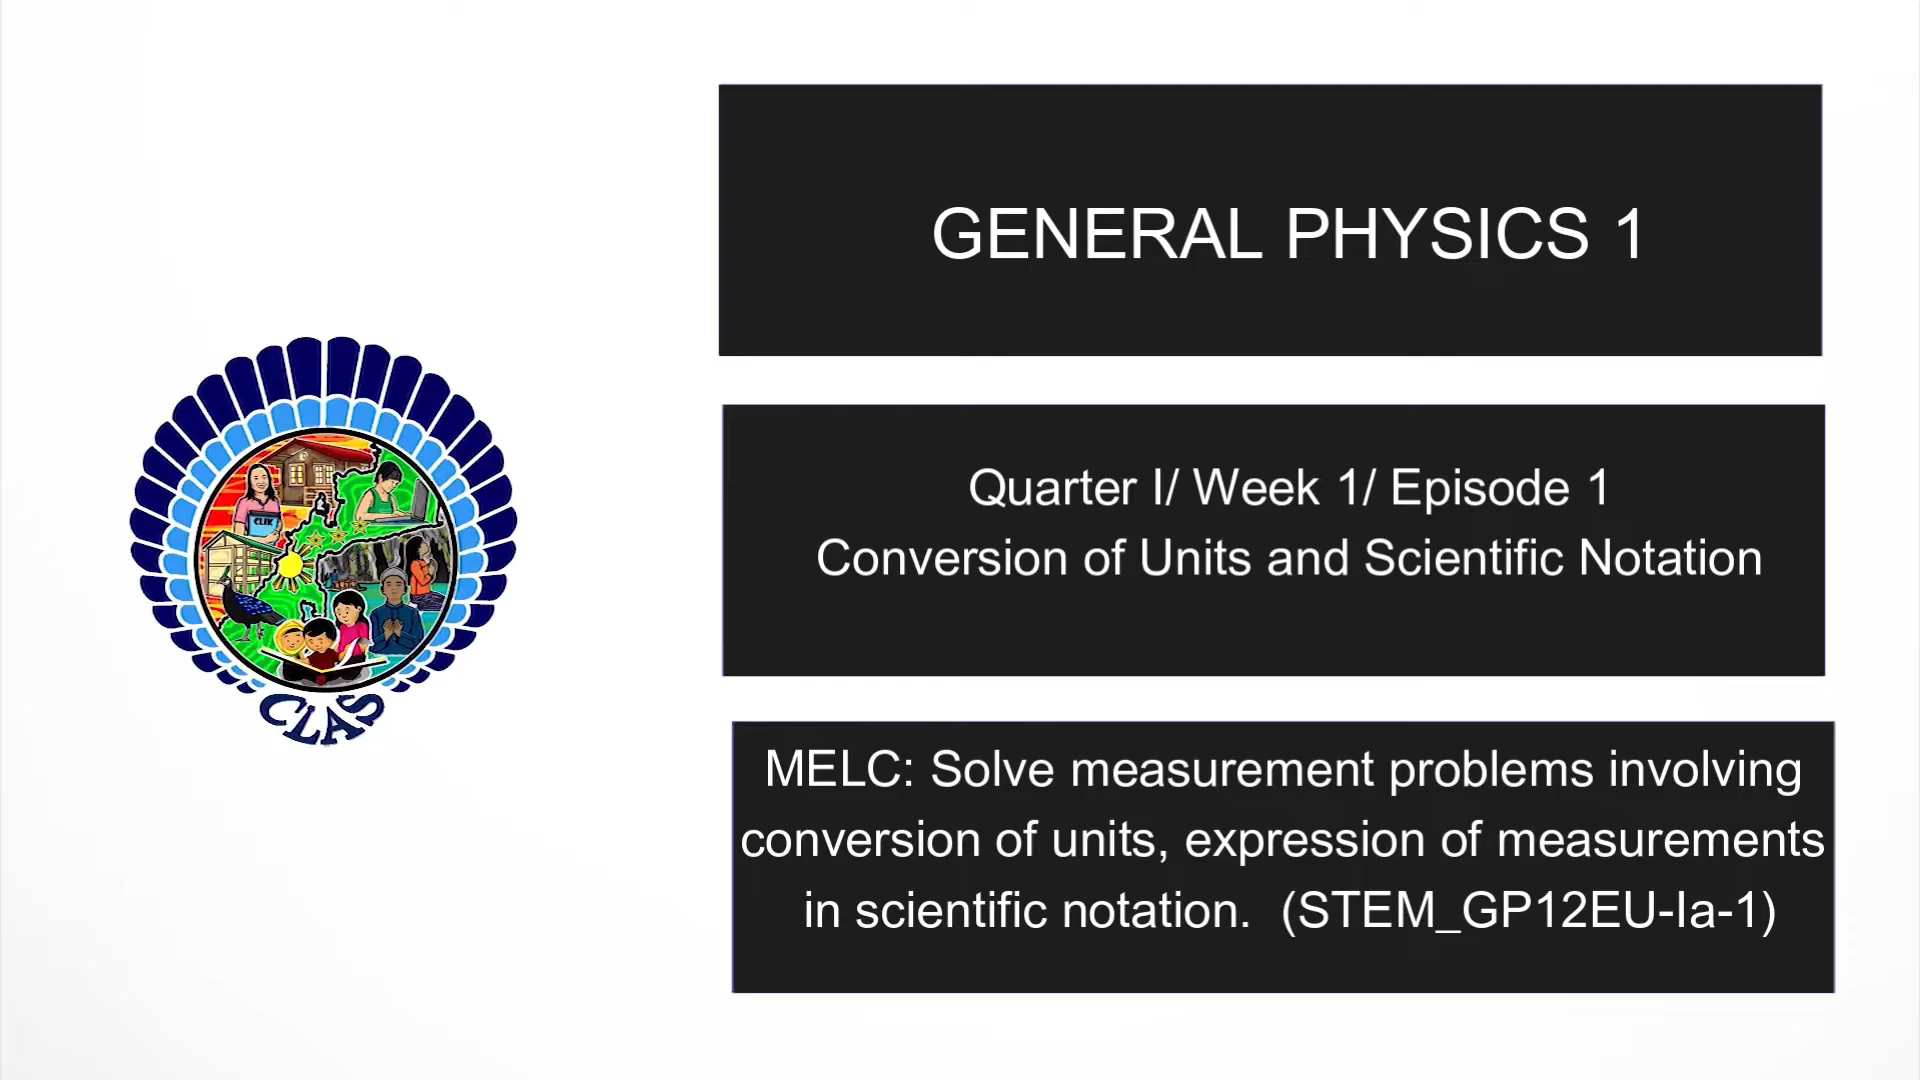 GENERAL PHYSICS 1
Quarter I/ Week 1/ Episode 1
Conversion of Units and Scientific Notation
MELC: Solve measurement problems involving
conversion of units, expression of measurements
in scientific notation. (STEM_GP12EU-Ia-1)
CLIK
CLAS